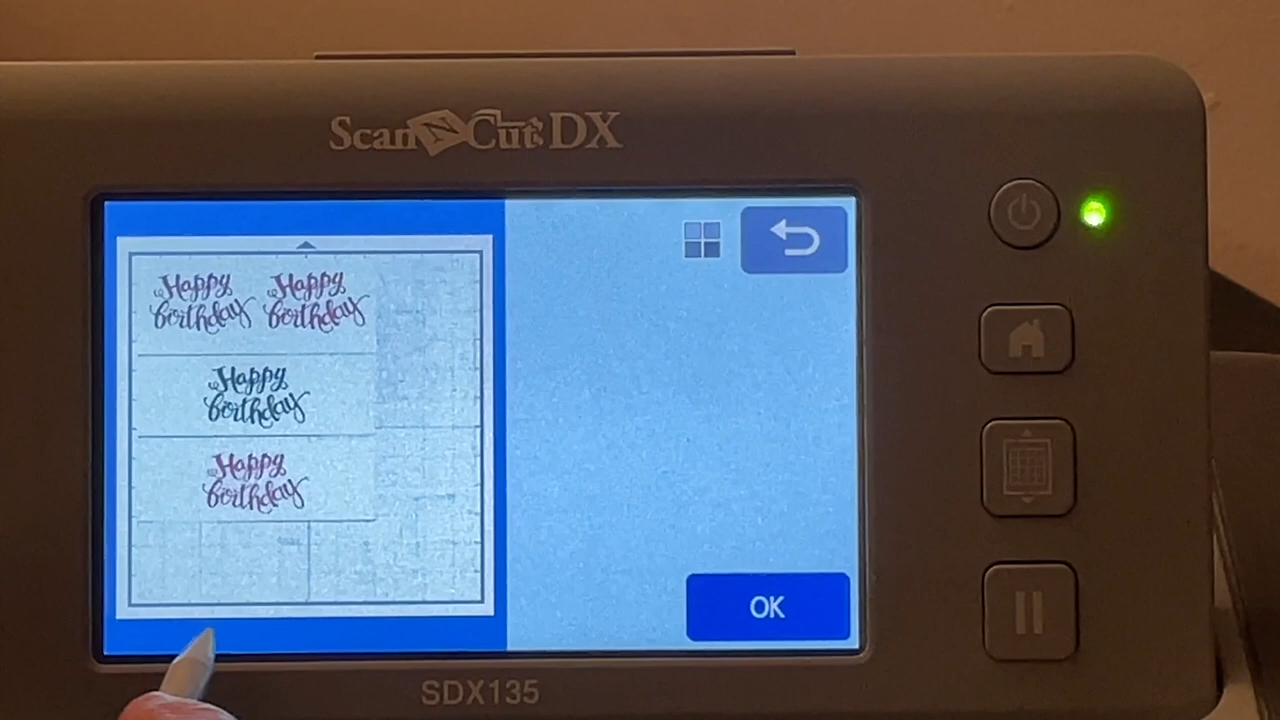 ScanNCut DX
Happy Happy
birthday birthday
Happy
birthday
Happy
birthday
OK
SDX135